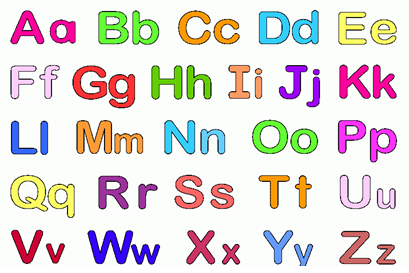 Aa Bb Cc Dd Ee
Ff Gg Hh Ii Jj Kk
Ll Mm Nn Oo Pp
Qq Rr Ss Tt Uu
Vv Ww Xx Yy Zz